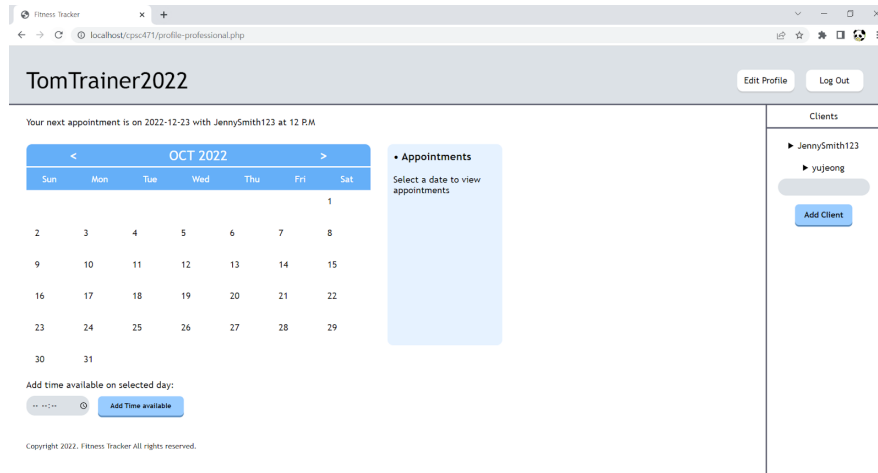 Fitness Tracker
localhost/cpsc471/profile-professional.php
TomTrainer2022
Edit Profile
Log Out
Your next appointment is on 2022-12-23 with JennySmith123 at 12 P.M
Clients
JennySmith123
yujeong
Add Client
< OCT 2022 >
Sun Mon Tue Wed Thu Fri Sat
1
2 3 4 5 6 7 8
9 10 11 12 13 14 15
16 17 18 19 20 21 22
23 24 25 26 27 28 29
30 31
• Appointments
Select a date to view
appointments
Add time available on selected day:
-- --:--
Add Time available
Copyright 2022. Fitness Tracker All rights reserved.